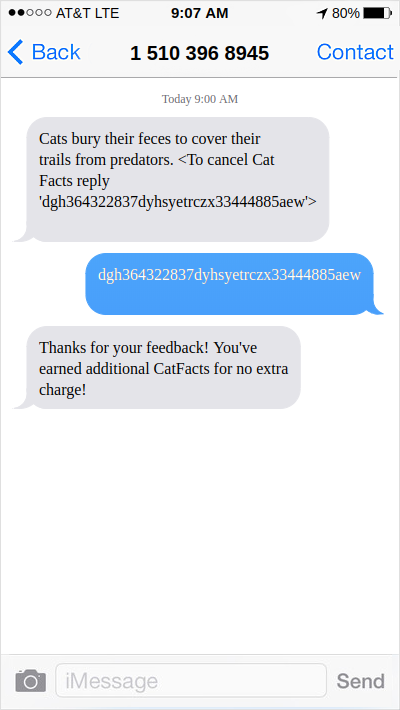 AT&T LTE 9:07 AM 80%
Back 1 510 396 8945 Contact
Today 9:00 AM
Cats bury their feces to cover their
trails from predators. <To cancel Cat
Facts reply
'dgh364322837dyhsyetrczx33444885aew'>
dgh364322837dyhsyetrczx33444885aew
Thanks for your feedback! You've
earned additional CatFacts for no extra
charge!
iMessage Send